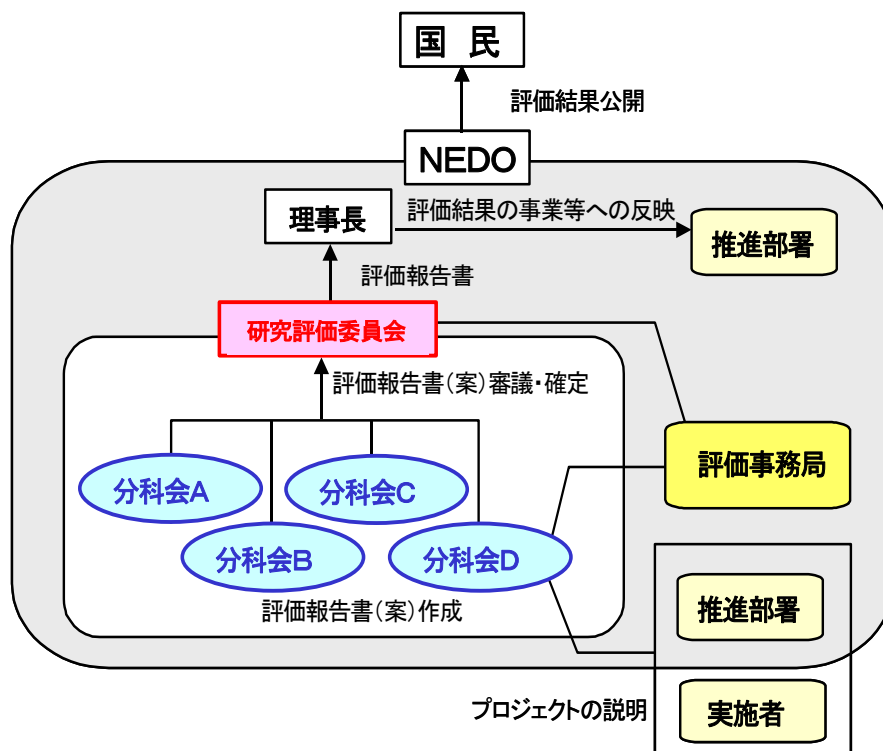 国 民
評価結果公開
NEDO
理事長
評価結果の事業等への反映
推進部署
評価報告書
研究評価委員会
評価報告書(案)審議・確定
評価事務局
分科会A
分科会C
分科会B
分科会D
評価報告書(案)作成
推進部署
プロジェクトの説明
実施者